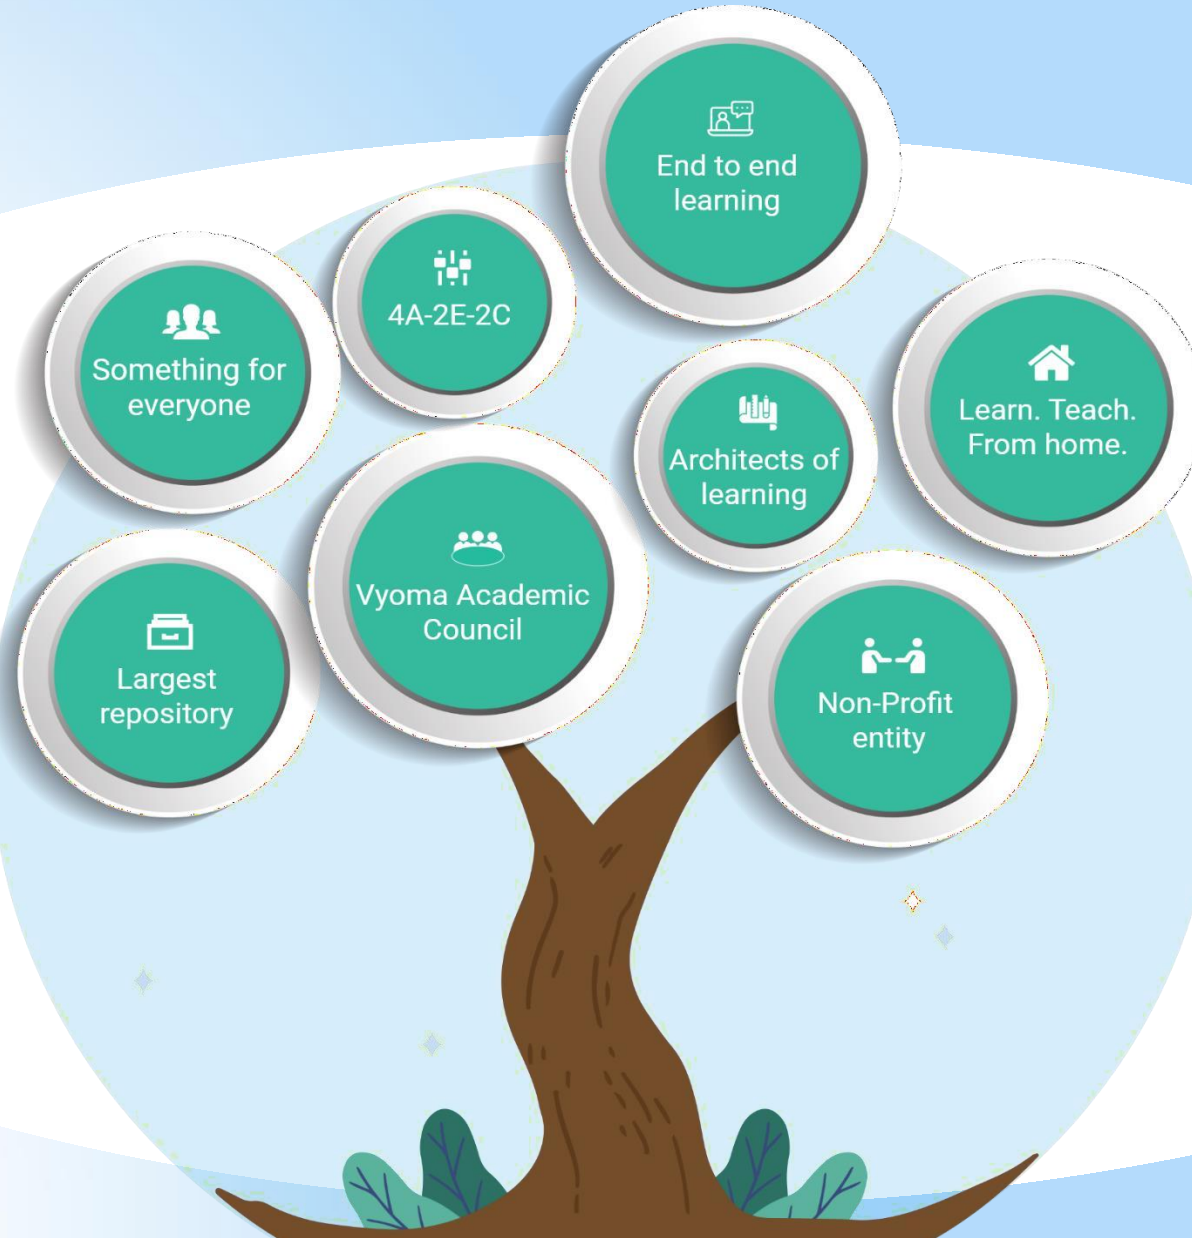 End to end
learning
4A-2E-2C
Something for
everyone
Learn. Teach.
From home.
Architects of
learning
Vyoma Academic
Council
Largest
repository
Non-Profit
entity